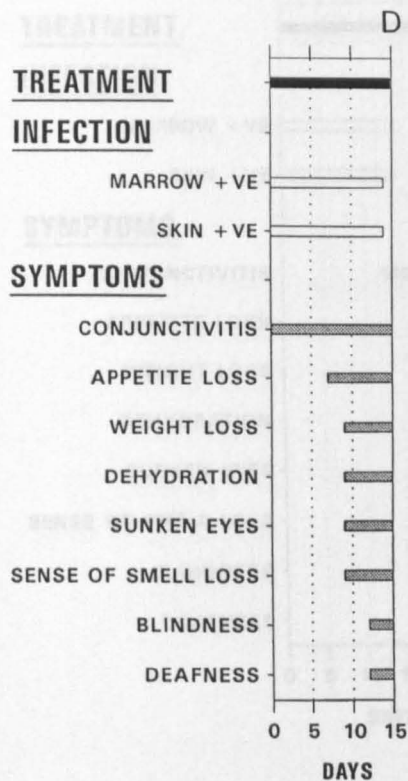 D
TREATMENT
INFECTION
MARROW +VE
SKIN +VE
SYMPTOMS
CONJUNCTIVITIS
APPETITE LOSS
WEIGHT LOSS
DEHYDRATION
SUNKEN EYES
SENSE OF SMELL LOSS
BLINDNESS
DEAFNESS
0 5 10 15
DAYS